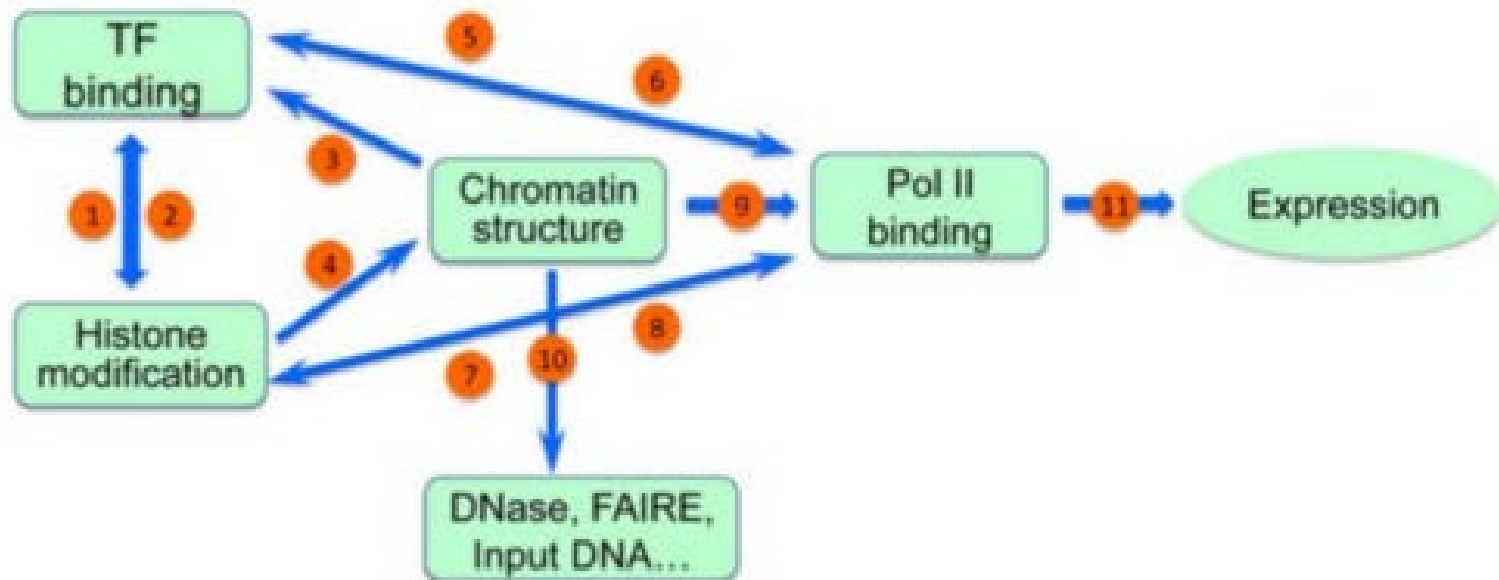 TF
binding
5
6
3
Chromatin
structure
9
Pol II
binding
11
Expression
1
2
4
Histone
modification
7
10
8
DNase, FAIRE,
Input DNA...